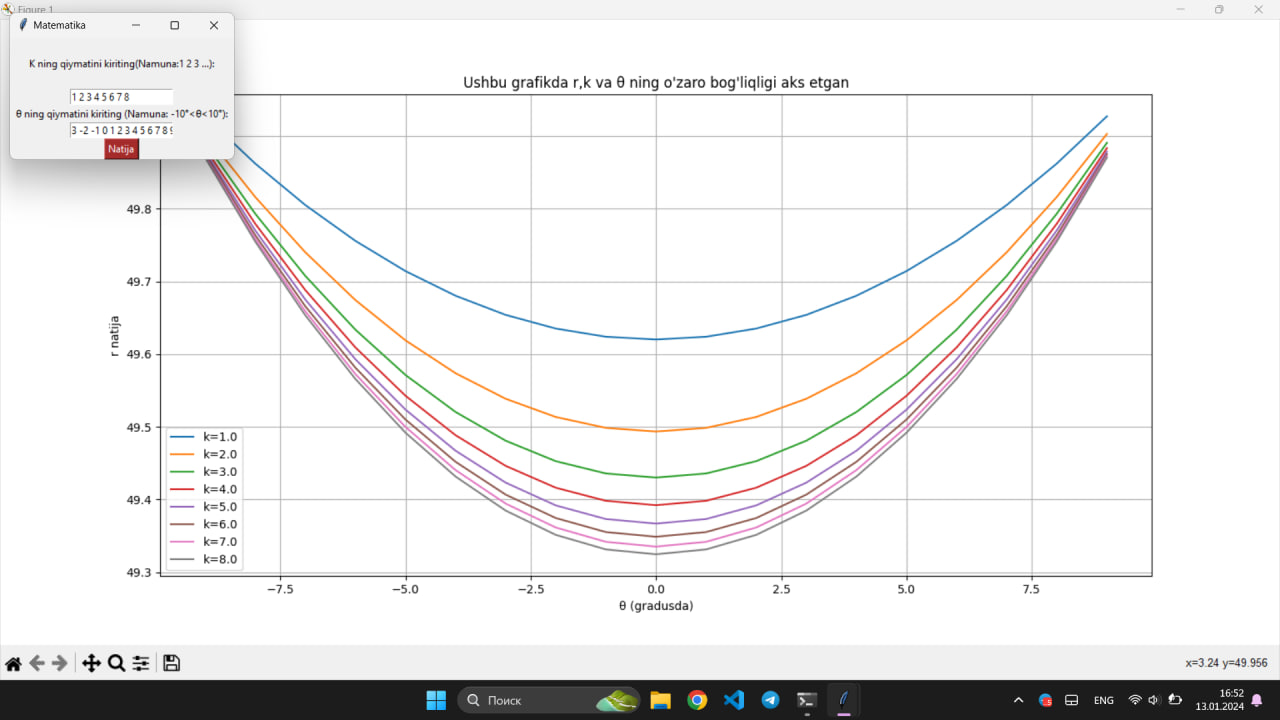 Figure 1
Matematika
K ning qiymatini kiriting(Namuna:1 2 3 ...):
1 2 3 4 5 6 7 8
θ ning qiymatini kiriting (Namuna: -10°<θ<10°):
3 -2 -1 0 1 2 3 4 5 6 7 8 9
Natija
Ushbu grafikda r,k va θ ning o'zaro bog'liqligi aks etgan
49.8
49.7
49.6
49.5
49.4
49.3
r natija
k=1.0
k=2.0
k=3.0
k=4.0
k=5.0
k=6.0
k=7.0
k=8.0
−7.5 −5.0 −2.5 0.0 2.5 5.0 7.5
θ (gradusda)
x=3.24 y=49.956
Поиск
ENG
16:52
13.01.2024